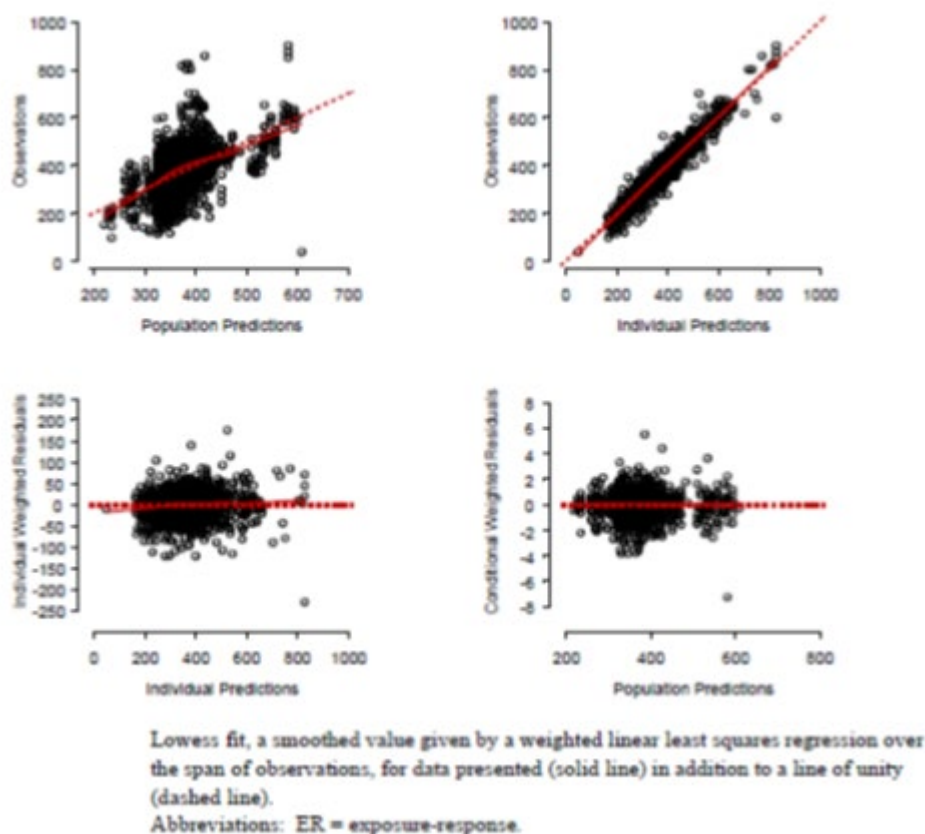 1000
800
600
400
200
0
Observations
200 300 400 500 600 700
Population Predictions
1000
800
600
400
200
0
Observations
0 200 400 600 800 1000
Individual Predictions
250
200
150
100
50
0
-50
-100
-150
-200
-250
Individual Weighted Residuals
0 200 400 600 800 1000
Individual Predictions
8
6
4
2
0
-2
-4
-6
-8
Conditional Weighted Residuals
200 400 600 800
Population Predictions
Lowess fit, a smoothed value given by a weighted linear least squares regression over
the span of observations, for data presented (solid line) in addition to a line of unity
(dashed line).
Abbreviations: ER = exposure-response.